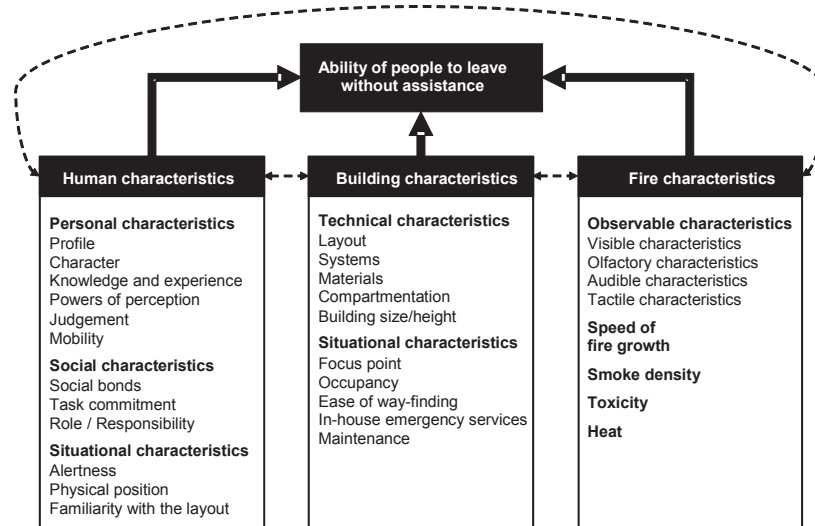 Ability of people to leave
without assistance
Human characteristics
Personal characteristics
Profile
Character
Knowledge and experience
Powers of perception
Judgement
Mobility
Social characteristics
Social bonds
Task commitment
Role / Responsibility
Situational characteristics
Alertness
Physical position
Familiarity with the layout
Building characteristics
Technical characteristics
Layout
Systems
Materials
Compartmentation
Building size/height
Situational characteristics
Focus point
Occupancy
Ease of way-finding
In-house emergency services
Maintenance
Fire characteristics
Observable characteristics
Visible characteristics
Olfactory characteristics
Audible characteristics
Tactile characteristics
Speed of
fire growth
Smoke density
Toxicity
Heat